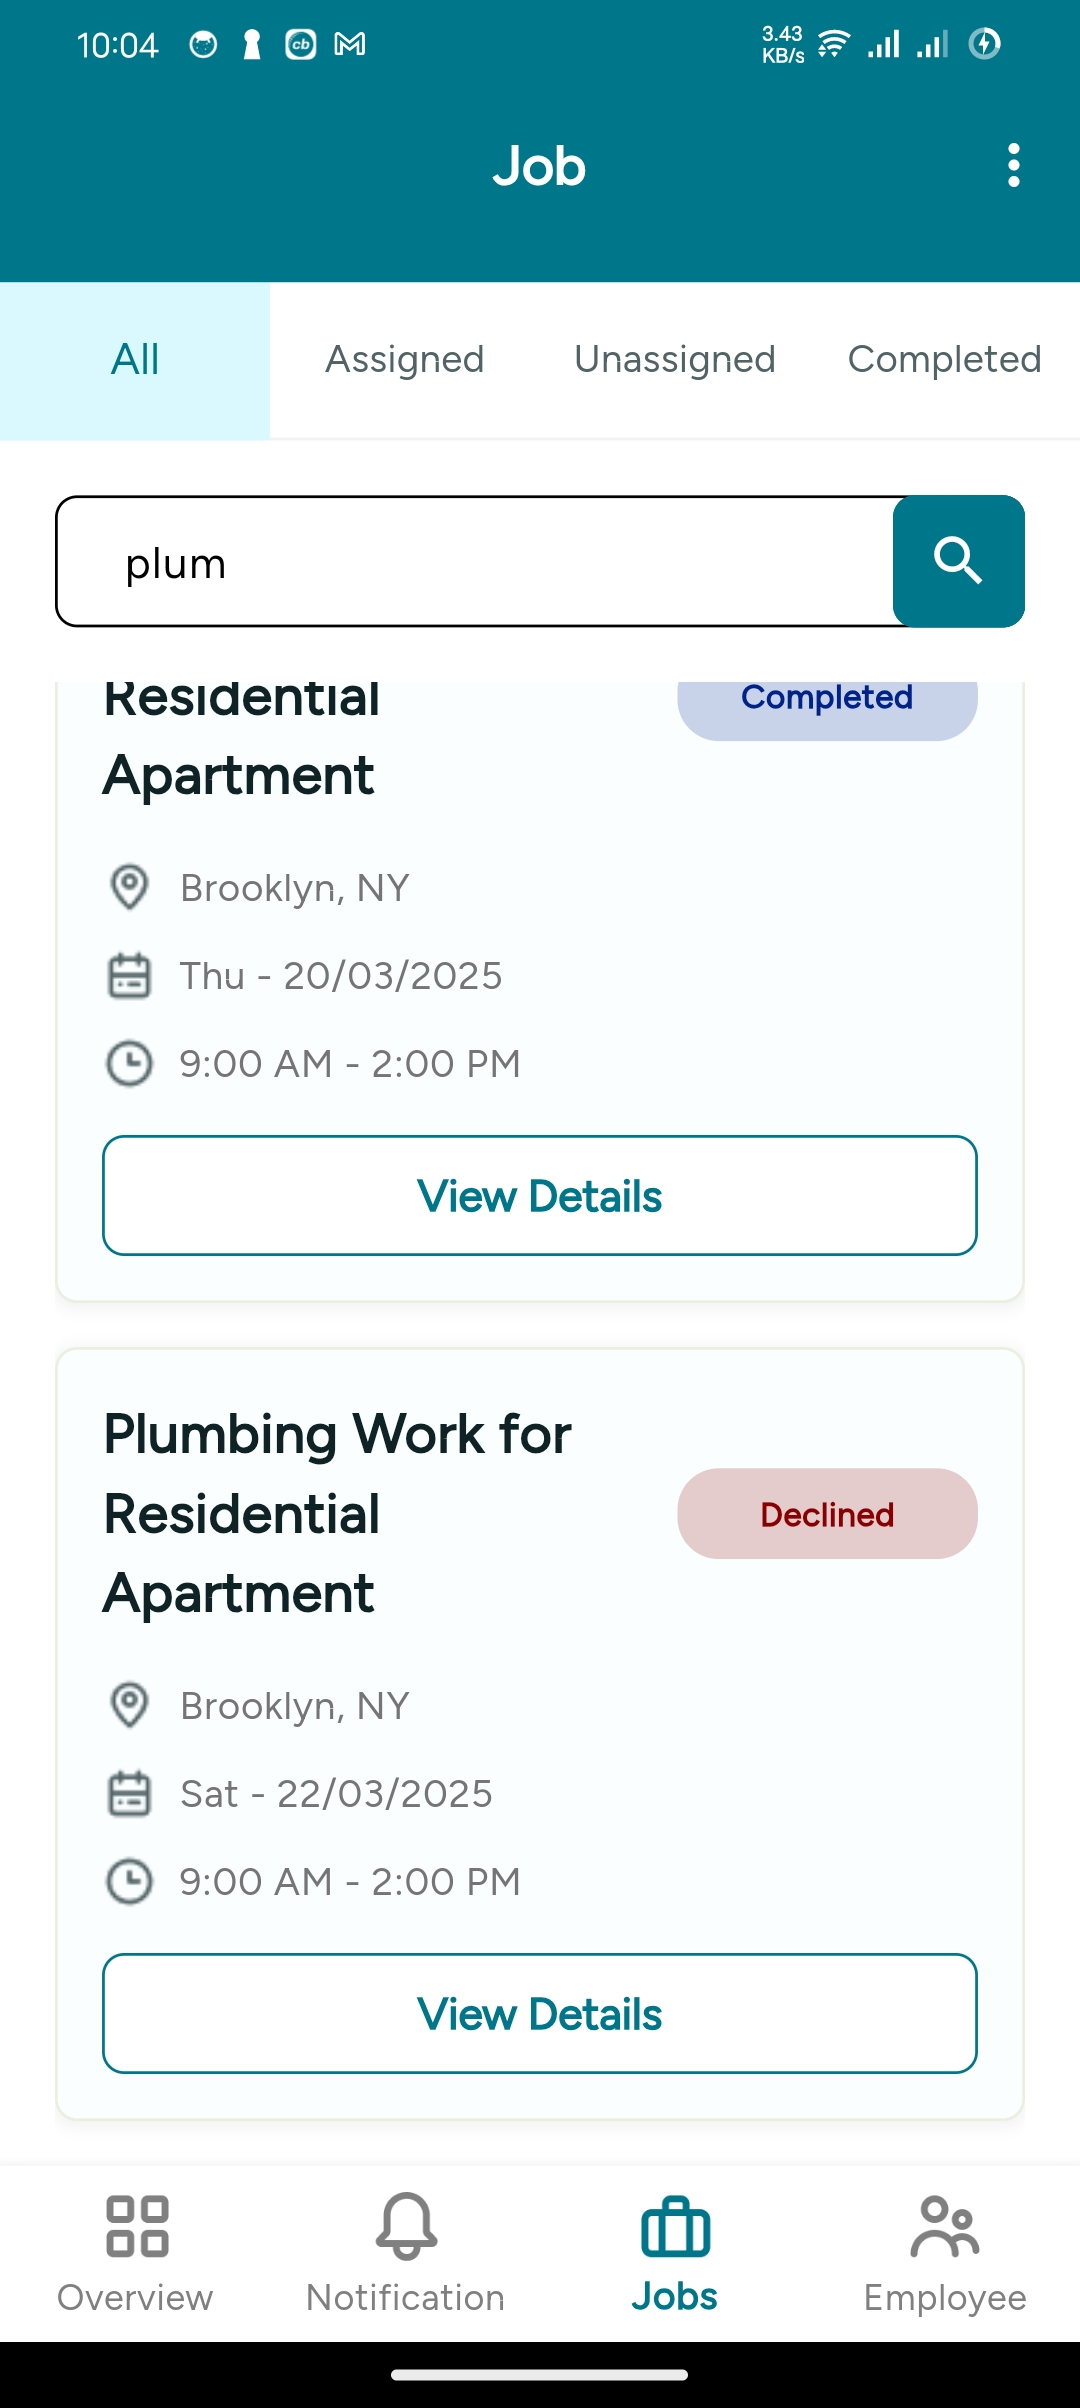 10:04
cb
3.43
KB/s
Job
All
Assigned
Unassigned
Completed
plum
Residential
Apartment
Completed
Brooklyn, NY
Thu - 20/03/2025
9:00 AM - 2:00 PM
View Details
Plumbing Work for
Residential
Apartment
Declined
Brooklyn, NY
Sat - 22/03/2025
9:00 AM - 2:00 PM
View Details
Overview
Notification
Jobs
Employee